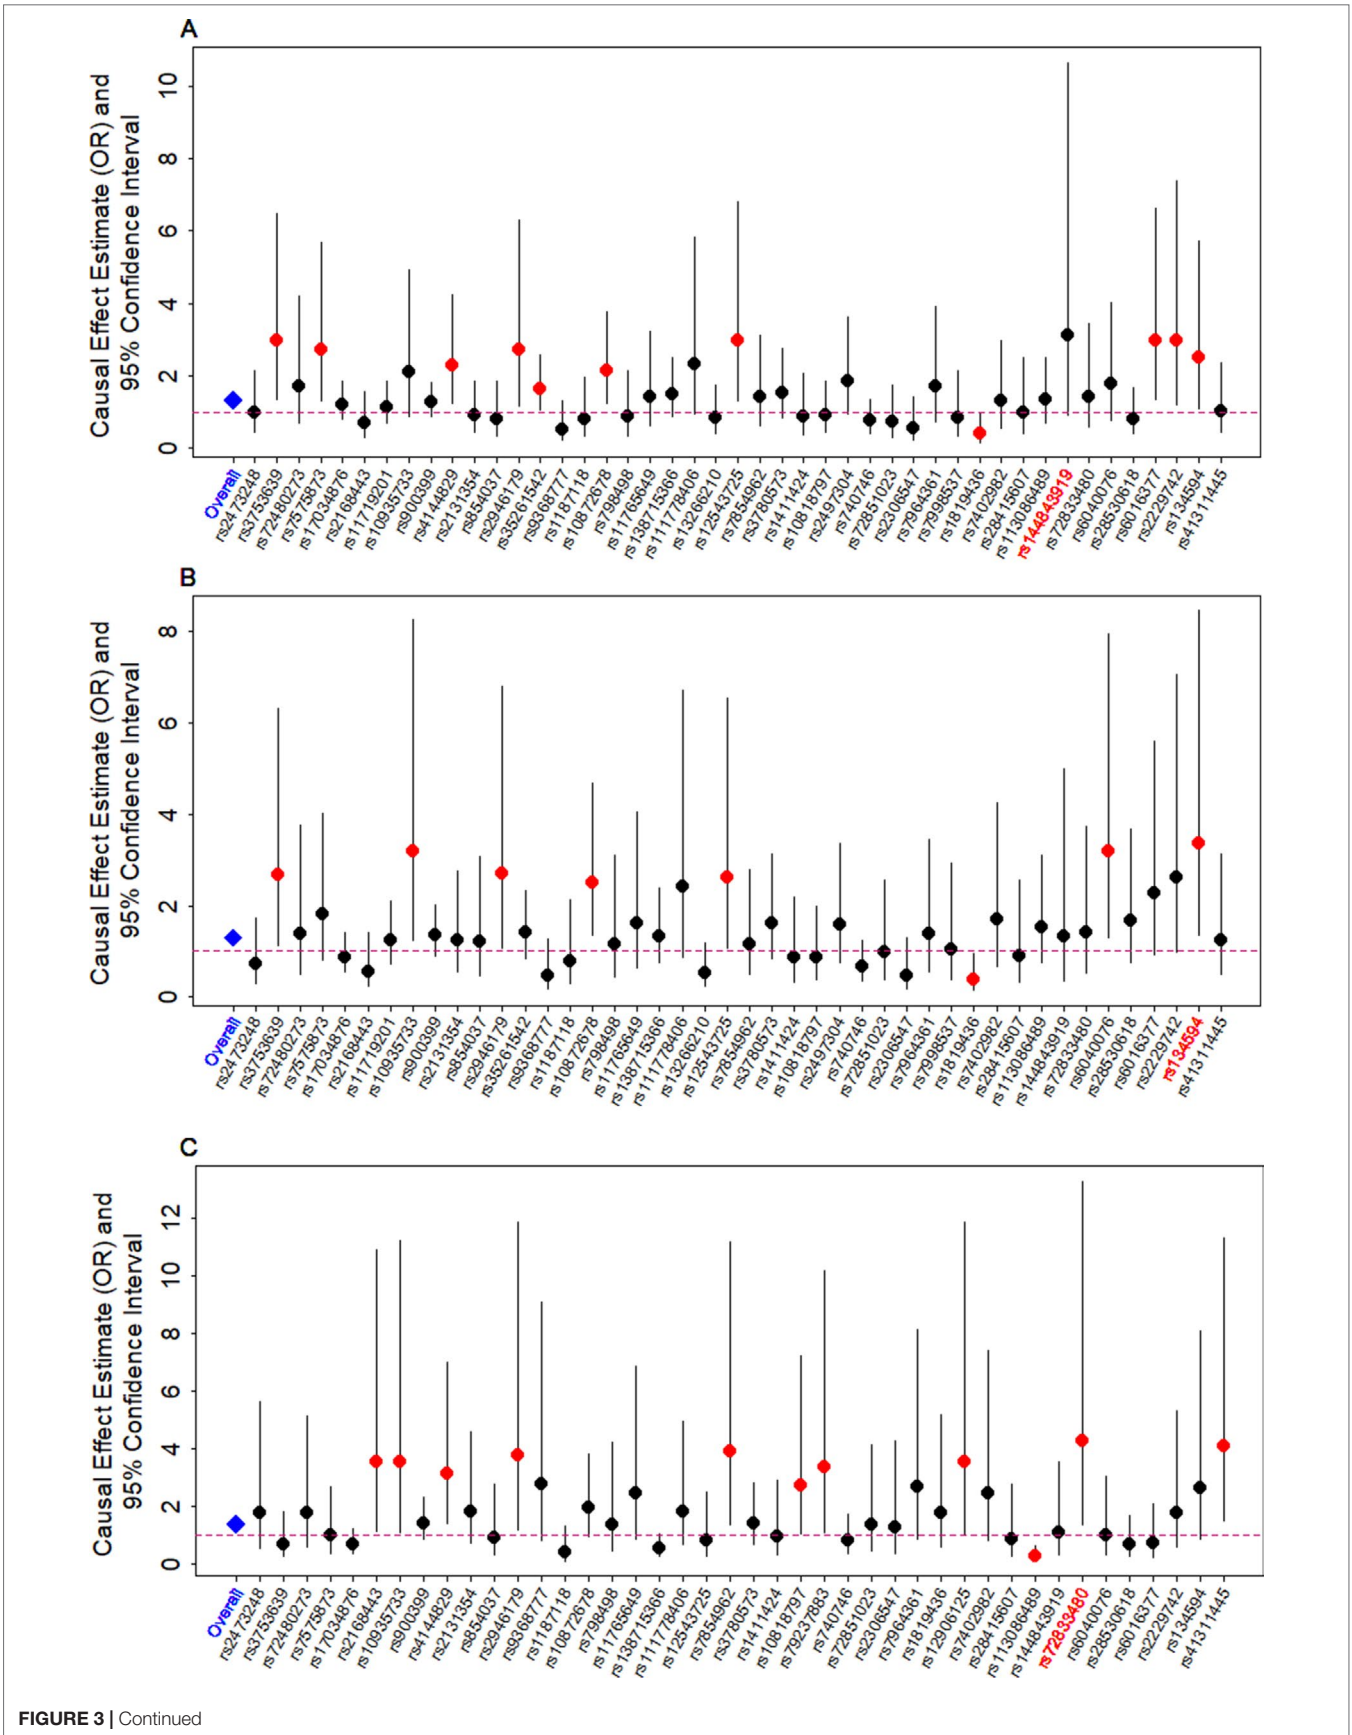 A
Causal Effect Estimate (OR) and
95% Confidence Interval
10
8
6
4
2
0
Overall
rs2473248
rs3753639
rs72480273
rs7575873
rs17034876
rs2168443
rs11719201
rs10935733
rs900399
rs4144829
rs2131354
rs854037
rs2946179
rs35261542
rs9368777
rs1187118
rs10872678
rs798498
rs11765649
rs138715366
rs111778406
rs13266210
rs12543725
rs7854962
rs3780573
rs1411424
rs10818797
rs2497304
rs740746
rs72851023
rs2306547
rs7964361
rs7998537
rs1819436
rs7402982
rs28415607
rs113086489
rs144843919
rs72833480
rs6040076
rs28530618
rs6016377
rs2229742
rs134594
rs41311445
B
Causal Effect Estimate (OR) and
95% Confidence Interval
8
6
4
2
0
Overall
rs2473248
rs3753639
rs72480273
rs7575873
rs17034876
rs2168443
rs11719201
rs10935733
rs900399
rs2131354
rs854037
rs2946179
rs35261542
rs9368777
rs1187118
rs10872678
rs798498
rs11765649
rs138715366
rs111778406
rs13266210
rs12543725
rs7854962
rs3780573
rs1411424
rs10818797
rs2497304
rs740746
rs72851023
rs2306547
rs7964361
rs7998537
rs1819436
rs7402982
rs28415607
rs113086489
rs144843919
rs72833480
rs6040076
rs28530618
rs6016377
rs2229742
rs134594
rs41311445
C
Causal Effect Estimate (OR) and
95% Confidence Interval
12
10
8
6
4
2
0
Overall
rs2473248
rs3753639
rs72480273
rs7575873
rs17034876
rs2168443
rs10935733
rs900399
rs4144829
rs2131354
rs854037
rs2946179
rs9368777
rs1187118
rs10872678
rs798498
rs11765649
rs138715366
rs111778406
rs12543725
rs7854962
rs3780573
rs1411424
rs10818797
rs79237883
rs740746
rs72851023
rs2306547
rs7964361
rs1819436
rs12906125
rs7402982
rs28415607
rs113086489
rs144843919
rs72833480
rs6040076
rs28530618
rs6016377
rs2229742
rs134594
rs41311445
FIGURE 3 | Continued